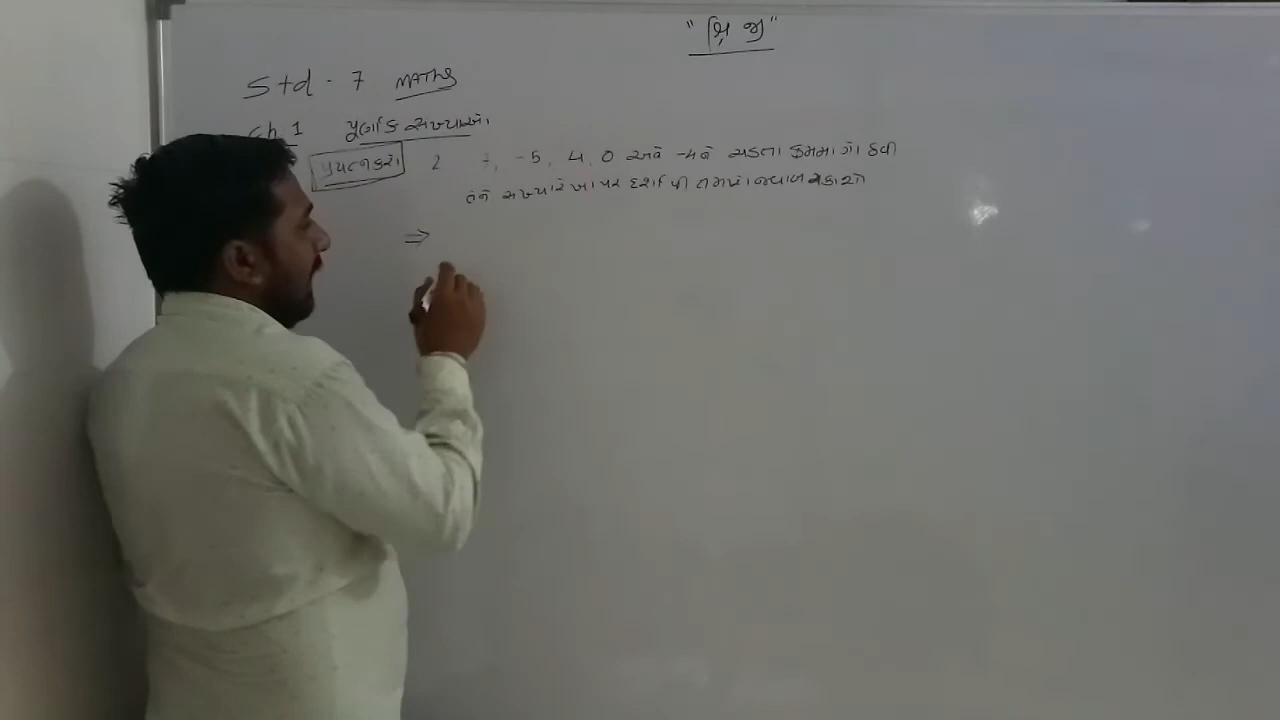 " શ્રિ જી "
Std - 7 MATHS
Ch 1 પૂર્ણાંક સંખ્યાઓ
પ્રયત્ન કરો 2 7, -5, 4, 0 અને -4 ને ચડતા ક્રમમાં ગોઠવી
તેને સંખ્યારેખા પર દર્શાવી તમારો જવાબ ચકાસો
⇒